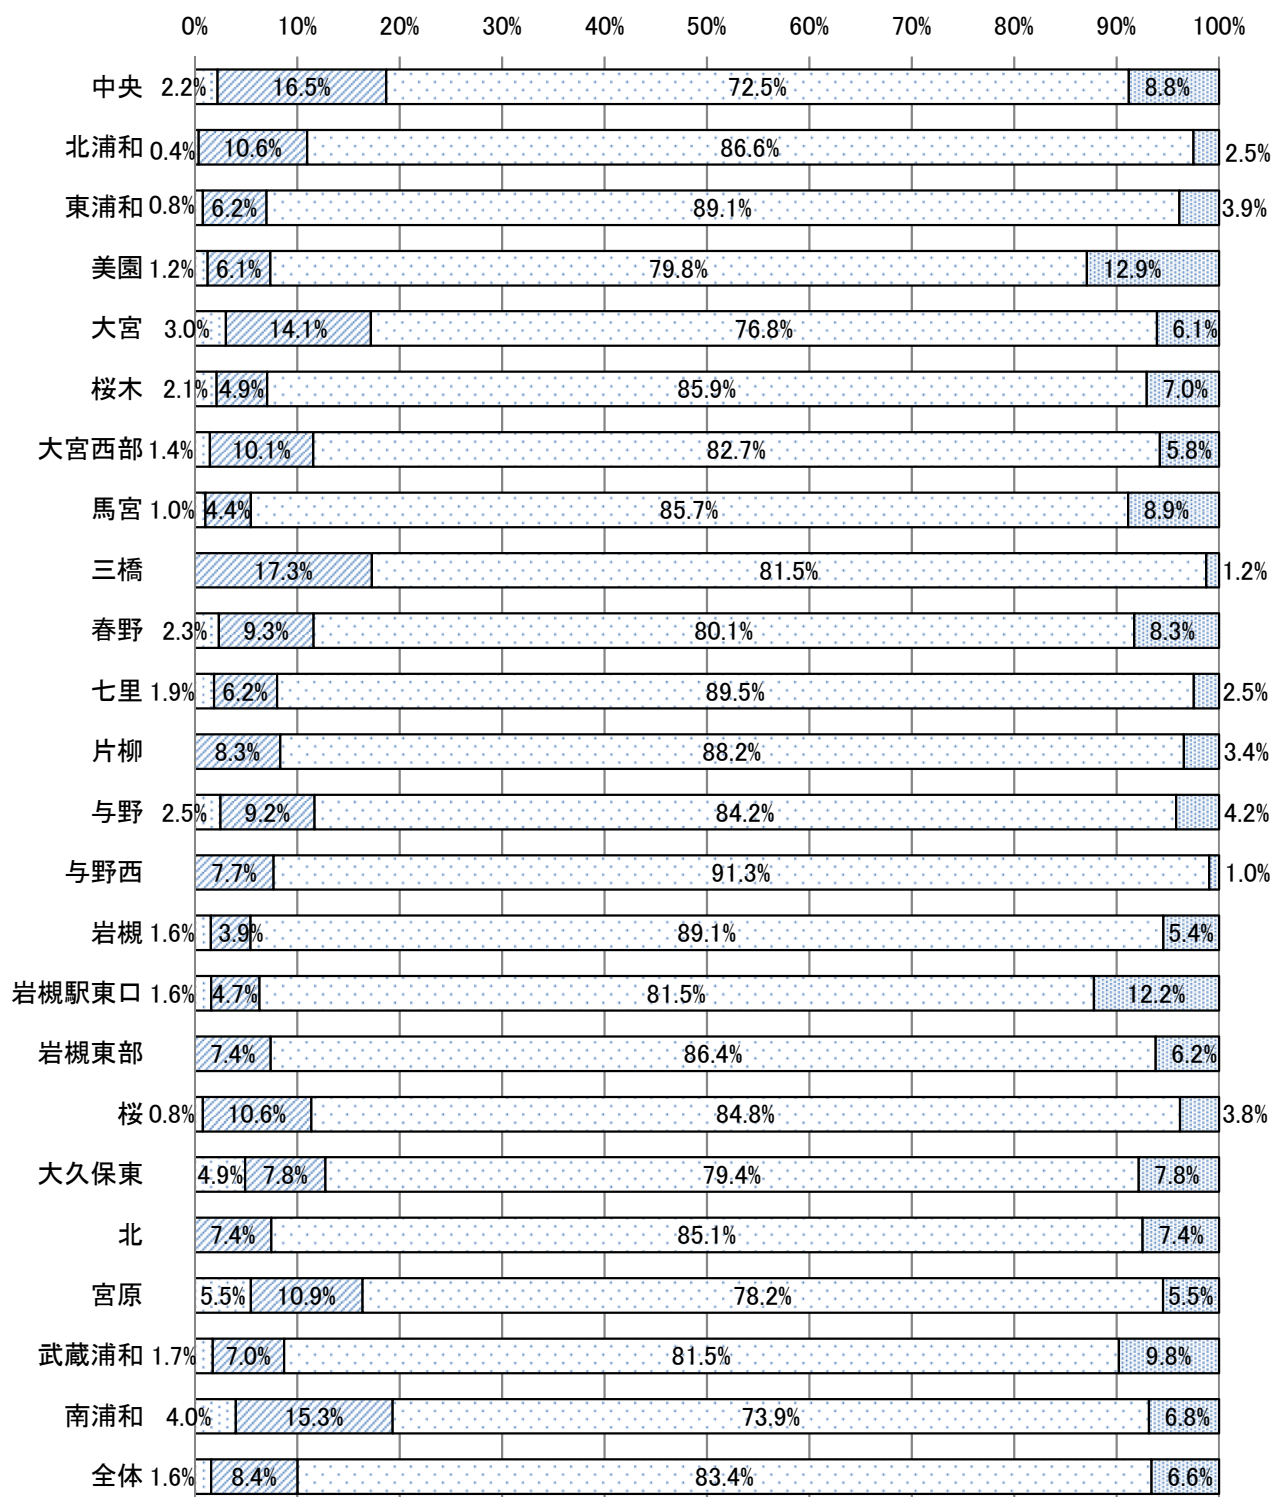 0% 10% 20% 30% 40% 50% 60% 70% 80% 90% 100%
中央 2.2% 16.5% 72.5% 8.8%
北浦和 0.4% 10.6% 86.6% 2.5%
東浦和 0.8% 6.2% 89.1% 3.9%
美園 1.2% 6.1% 79.8% 12.9%
大宮 3.0% 14.1% 76.8% 6.1%
桜木 2.1% 4.9% 85.9% 7.0%
大宮西部 1.4% 10.1% 82.7% 5.8%
馬宮 1.0% 4.4% 85.7% 8.9%
三橋 17.3% 81.5% 1.2%
春野 2.3% 9.3% 80.1% 8.3%
七里 1.9% 6.2% 89.5% 2.5%
片柳 8.3% 88.2% 3.4%
与野 2.5% 9.2% 84.2% 4.2%
与野西 7.7% 91.3% 1.0%
岩槻 1.6% 3.9% 89.1% 5.4%
岩槻駅東口 1.6% 4.7% 81.5% 12.2%
岩槻東部 7.4% 86.4% 6.2%
桜 0.8% 10.6% 84.8% 3.8%
大久保東 4.9% 7.8% 79.4% 7.8%
北 7.4% 85.1% 7.4%
宮原 5.5% 10.9% 78.2% 5.5%
武蔵浦和 1.7% 7.0% 81.5% 9.8%
南浦和 4.0% 15.3% 73.9% 6.8%
全体 1.6% 8.4% 83.4% 6.6%